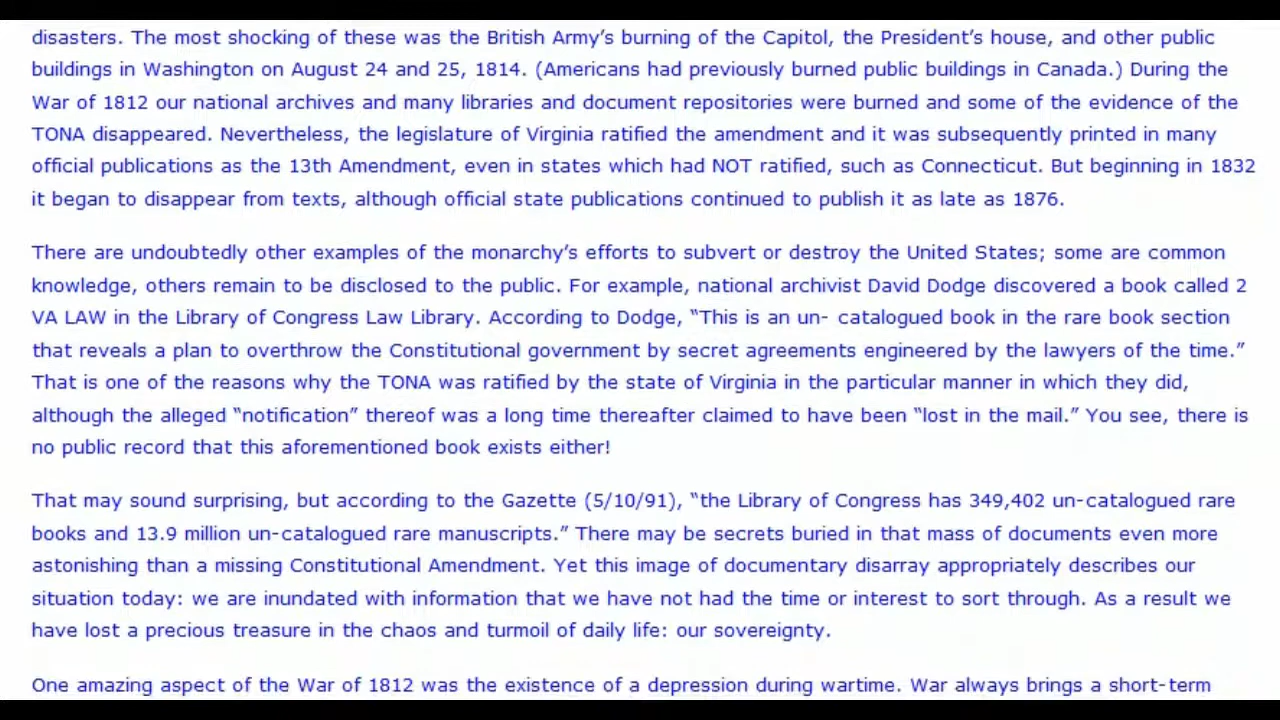 disasters. The most shocking of these was the British Army’s burning of the Capitol, the President’s house, and other public
buildings in Washington on August 24 and 25, 1814. (Americans had previously burned public buildings in Canada.) During the
War of 1812 our national archives and many libraries and document repositories were burned and some of the evidence of the
TONA disappeared. Nevertheless, the legislature of Virginia ratified the amendment and it was subsequently printed in many
official publications as the 13th Amendment, even in states which had NOT ratified, such as Connecticut. But beginning in 1832
it began to disappear from texts, although official state publications continued to publish it as late as 1876.
There are undoubtedly other examples of the monarchy’s efforts to subvert or destroy the United States; some are common
knowledge, others remain to be disclosed to the public. For example, national archivist David Dodge discovered a book called 2
VA LAW in the Library of Congress Law Library. According to Dodge, “This is an un- catalogued book in the rare book section
that reveals a plan to overthrow the Constitutional government by secret agreements engineered by the lawyers of the time.”
That is one of the reasons why the TONA was ratified by the state of Virginia in the particular manner in which they did,
although the alleged “notification” thereof was a long time thereafter claimed to have been “lost in the mail.” You see, there is
no public record that this aforementioned book exists either!
That may sound surprising, but according to the Gazette (5/10/91), “the Library of Congress has 349,402 un-catalogued rare
books and 13.9 million un-catalogued rare manuscripts.” There may be secrets buried in that mass of documents even more
astonishing than a missing Constitutional Amendment. Yet this image of documentary disarray appropriately describes our
situation today: we are inundated with information that we have not had the time or interest to sort through. As a result we
have lost a precious treasure in the chaos and turmoil of daily life: our sovereignty.
One amazing aspect of the War of 1812 was the existence of a depression during wartime. War always brings a short-term